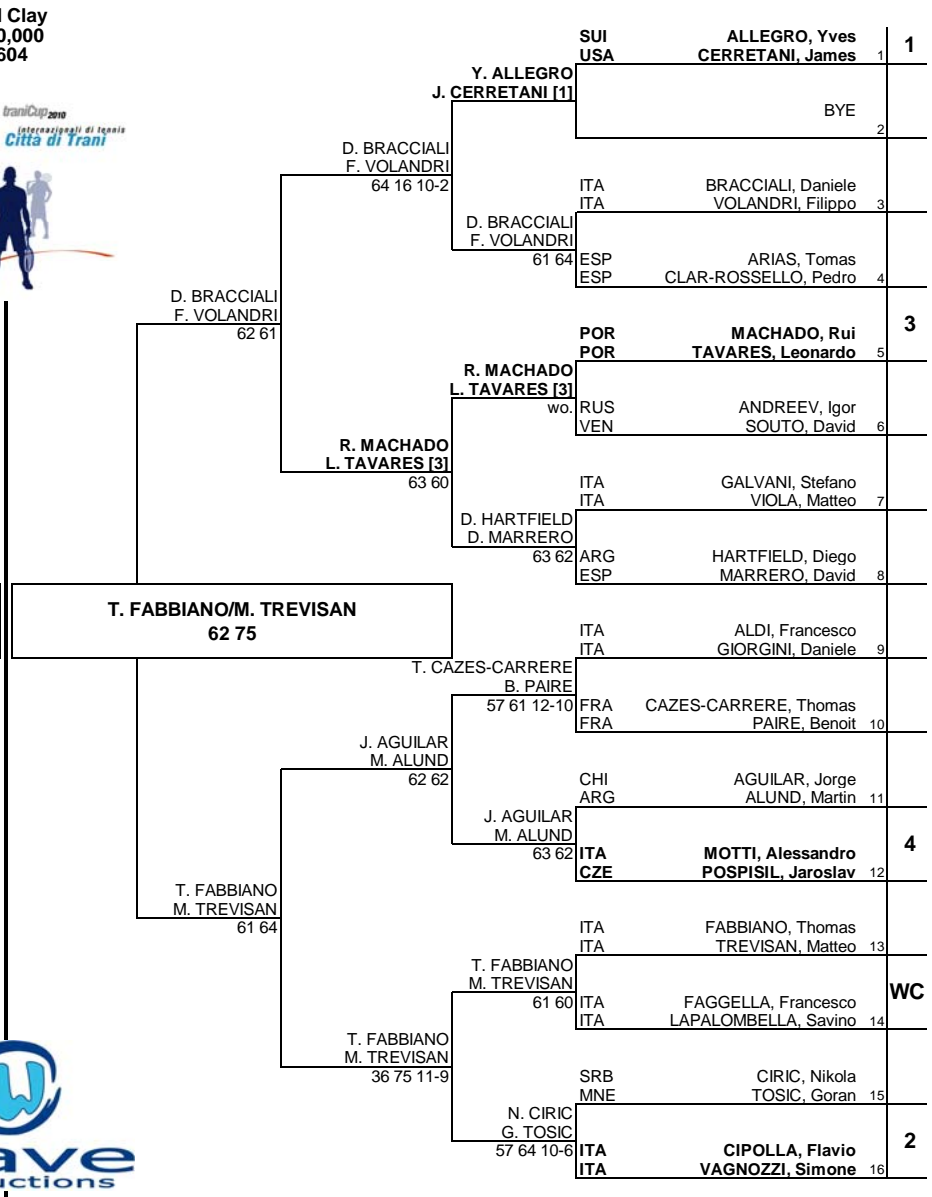 Clay
0,000
604
traniCup2010
internazionali di tennis
Città di Trani
SUI ALLEGRO, Yves
USA CERRETANI, James 1
1
Y. ALLEGRO
J. CERRETANI [1]
BYE
2
D. BRACCIALI
F. VOLANDRI
64 16 10-2
ITA BRACCIALI, Daniele
ITA VOLANDRI, Filippo 3
D. BRACCIALI
F. VOLANDRI
61 64
ESP ARIAS, Tomas
ESP CLAR-ROSSELLO, Pedro 4
D. BRACCIALI
F. VOLANDRI
62 61
3
POR MACHADO, Rui
POR TAVARES, Leonardo 5
R. MACHADO
L. TAVARES [3]
wo.
RUS ANDREEV, Igor
VEN SOUTO, David 6
R. MACHADO
L. TAVARES [3]
63 60
ITA GALVANI, Stefano
ITA VIOLA, Matteo 7
D. HARTFIELD
D. MARRERO
63 62
ARG HARTFIELD, Diego
ESP MARRERO, David 8
T. FABBIANO/M. TREVISAN
62 75
ITA ALDI, Francesco
ITA GIORGINI, Daniele 9
T. CAZES-CARRERE
B. PAIRE
57 61 12-10
FRA CAZES-CARRERE, Thomas
FRA PAIRE, Benoit 10
J. AGUILAR
M. ALUND
62 62
CHI AGUILAR, Jorge
ARG ALUND, Martin 11
J. AGUILAR
M. ALUND
63 62
4
ITA MOTTI, Alessandro
CZE POSPISIL, Jaroslav 12
T. FABBIANO
M. TREVISAN
61 64
ITA FABBIANO, Thomas
ITA TREVISAN, Matteo 13
T. FABBIANO
M. TREVISAN
61 60
WC
ITA FAGGELLA, Francesco
ITA LAPALOMBELLA, Savino 14
T. FABBIANO
M. TREVISAN
36 75 11-9
SRB CIRIC, Nikola
MNE TOSIC, Goran 15
N. CIRIC
G. TOSIC
57 64 10-6
2
ITA CIPOLLA, Flavio
ITA VAGNOZZI, Simone 16
ave
uctions